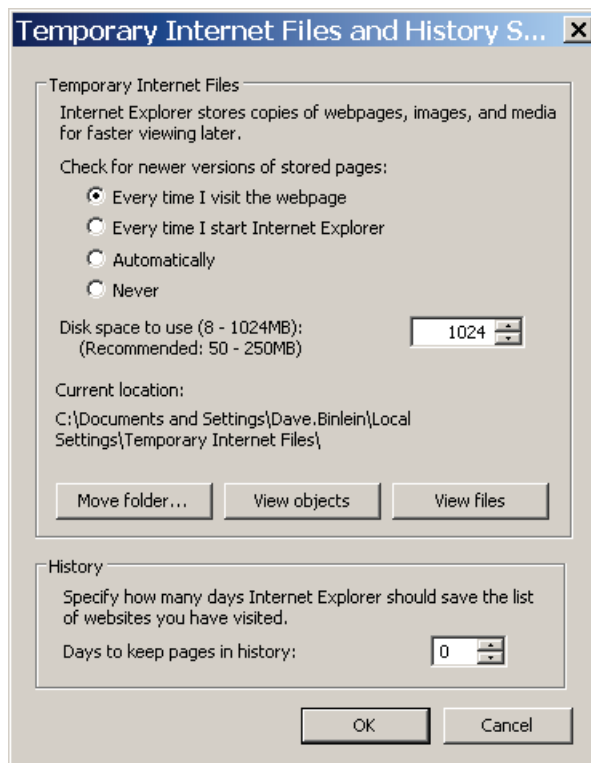 Temporary Internet Files and History S...
Temporary Internet Files
Internet Explorer stores copies of webpages, images, and media
for faster viewing later.
Check for newer versions of stored pages:
Every time I visit the webpage
Every time I start Internet Explorer
Automatically
Never
Disk space to use (8 - 1024MB): 1024
(Recommended: 50 - 250MB)
Current location:
C:\Documents and Settings\Dave.Binlein\Local
Settings\Temporary Internet Files\
Move folder... View objects View files
History
Specify how many days Internet Explorer should save the list
of websites you have visited.
Days to keep pages in history: 0
OK Cancel